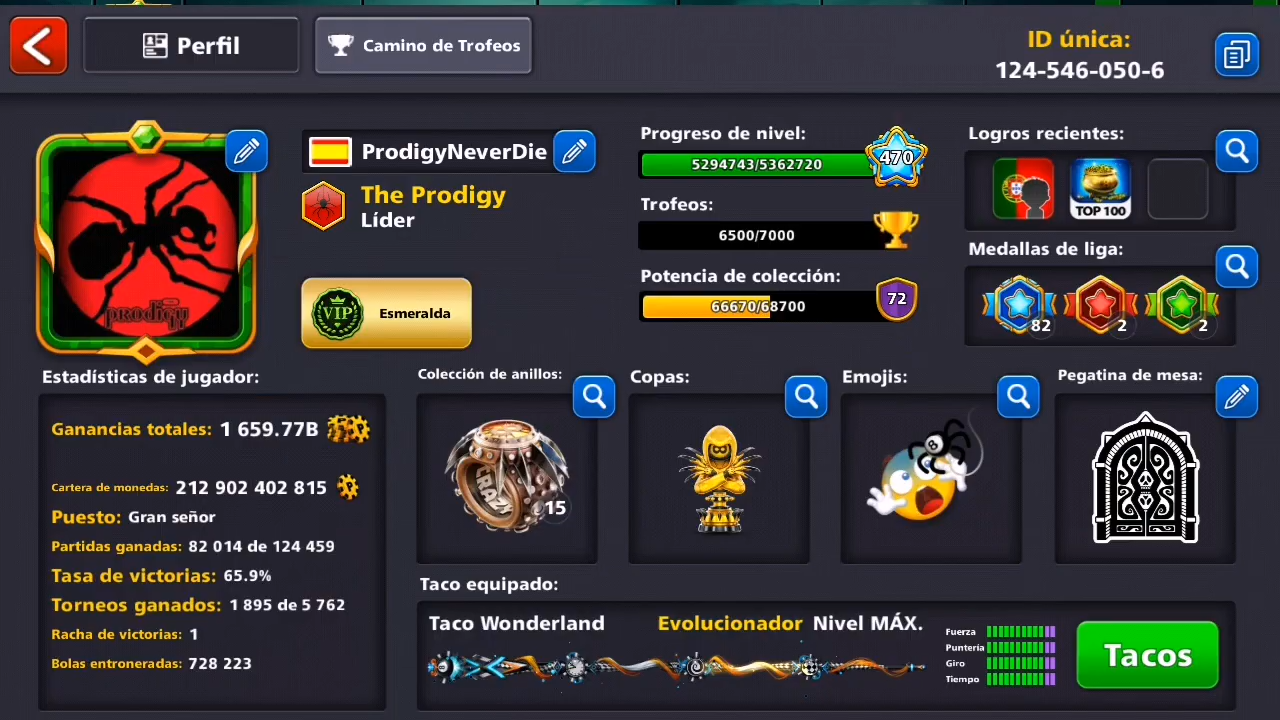 Perfil
Camino de Trofeos
ID única:
124-546-050-6
prodigy
ProdigyNeverDie
The Prodigy
Líder
VIP
Esmeralda
Progreso de nivel:
5294743/5362720
470
Trofeos:
6500/7000
Potencia de colección:
66670/68700
72
Logros recientes:
TOP 100
Medallas de liga:
82
2
2
Estadísticas de jugador:
Ganancias totales: 1 659.77B
Cartera de monedas: 212 902 402 815
Puesto: Gran señor
Partidas ganadas: 82 014 de 124 459
Tasa de victorias: 65.9%
Torneos ganados: 1 895 de 5 762
Racha de victorias: 1
Bolas entroneradas: 728 223
Colección de anillos:
CRAZY
15
Copas:
Emojis:
8
Pegatina de mesa:
Taco equipado:
Taco Wonderland
Evolucionador Nivel MÁX.
Fuerza
Puntería
Giro
Tiempo
Tacos